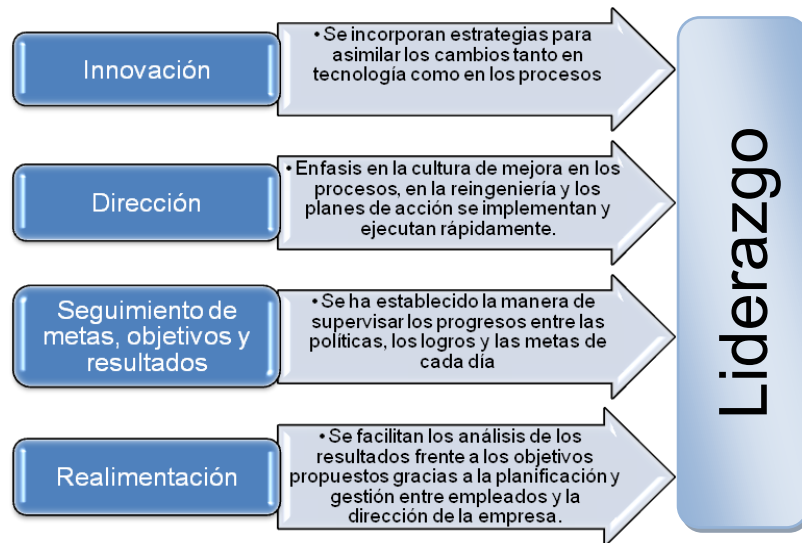 Innovación
• Se incorporan estrategias para
asimilar los cambios tanto en
tecnología como en los procesos
Dirección
• Enfasis en la cultura de mejora en los
procesos, en la reingeniería y los
planes de acción se implementan y
ejecutan rápidamente.
Seguimiento de
metas, objetivos y
resultados
• Se ha establecido la manera de
supervisar los progresos entre las
políticas, los logros y las metas de
cada día
Realimentación
• Se facilitan los análisis de los
resultados frente a los objetivos
propuestos gracias a la planificación y
gestión entre empleados y la
dirección de la empresa.
Liderazgo